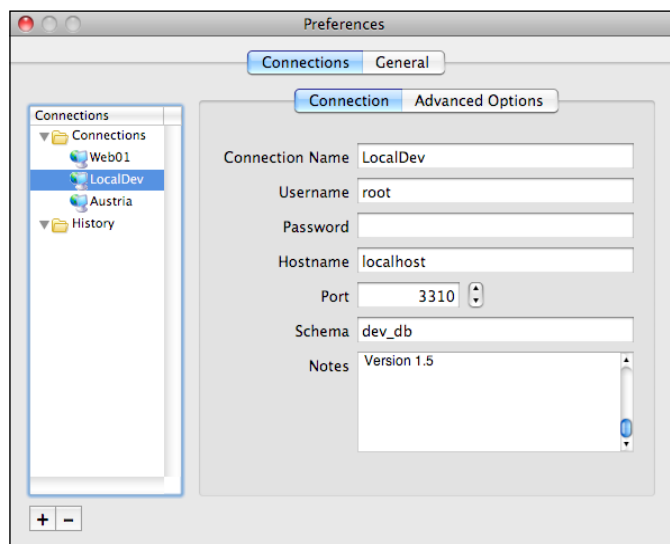 Preferences
Connections General
Connections
Connections
Web01
LocalDev
Austria
History
Connection Advanced Options
Connection Name LocalDev
Username root
Password
Hostname localhost
Port 3310
Schema dev_db
Notes Version 1.5
+ −